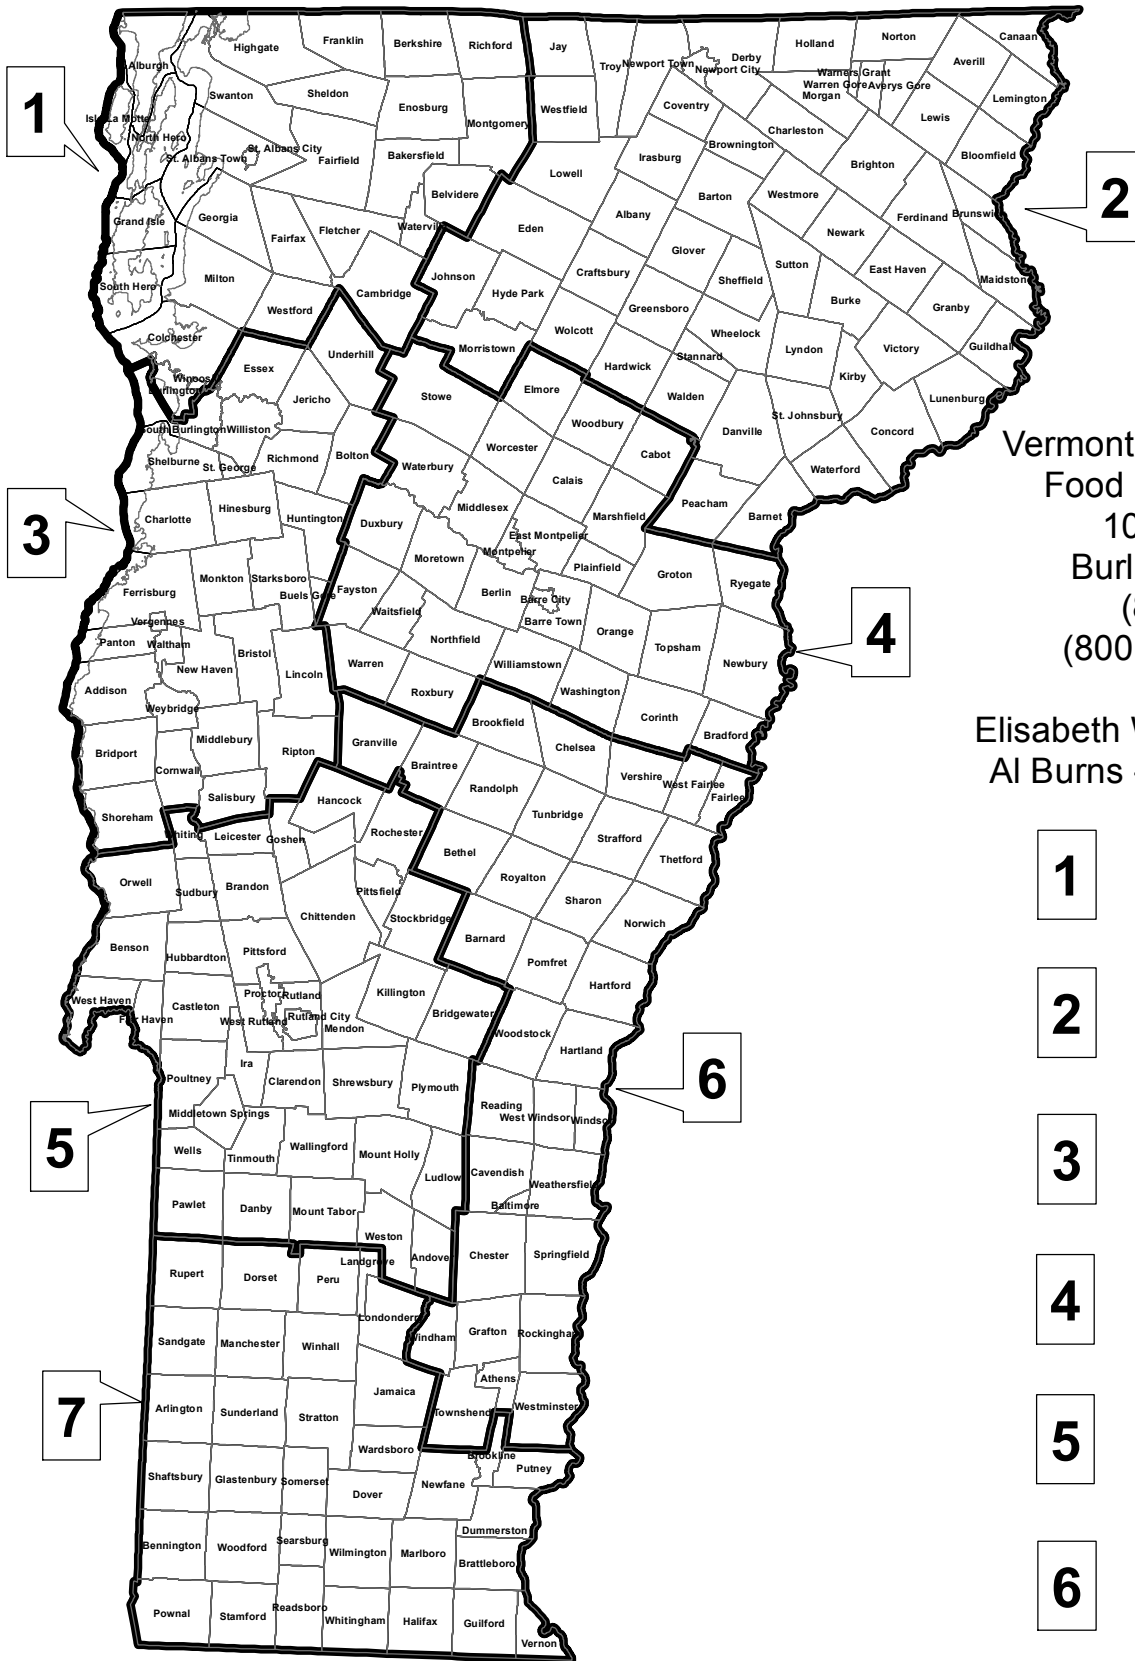 Highgate
Franklin
Berkshire
Richford
Jay
Troy
Newport Town
Newport City
Derby
Holland
Norton
Canaan
Averill
Alburgh
Warners Grant
Warren Gore
Averys Gore
Morgan
Lemington
Swanton
Sheldon
Enosburg
Montgomery
Westfield
Coventry
Lewis
1
Isle La Motte
North Hero
St. Albans City
St. Albans Town
Fairfield
Bakersfield
Irasburg
Brownington
Charleston
Brighton
Bloomfield
2
Lowell
Belvidere
Barton
Westmore
Grand Isle
Georgia
Fairfax
Fletcher
Watervil
Eden
Albany
Newark
Ferdinand
Brunswic
South Hero
Milton
Westford
Cambridge
Johnson
Hyde Park
Craftsbury
Glover
Sheffield
Sutton
East Haven
Maidston
Greensboro
Burke
Granby
Colchester
Wolcott
Wheelock
Underhill
Morristown
Stannard
Lyndon
Victory
Guildhall
Essex
Hardwick
Kirby
Winoosk
Burlington
Jericho
Stowe
Elmore
Walden
Lunenburg
Woodbury
Danville
St. Johnsbury
Concord
South Burlington
Williston
Shelburne
St. George
Richmond
Bolton
Waterbury
Worcester
Cabot
Waterford
Calais
Peacham
Barnet
Vermont
Food
10
Burl
(8
(800
3
Charlotte
Hinesburg
Huntington
Duxbury
Middlesex
Marshfield
East Montpelier
Montpelier
Moretown
Plainfield
Groton
Ryegate
Ferrisburg
Monkton
Starksboro
Buels Gore
Fayston
Berlin
Barre City
Waitsfield
Barre Town
Orange
4
Vergennes
Panton
Waltham
Bristol
Northfield
Topsham
New Haven
Lincoln
Warren
Williamstown
Newbury
Addison
Roxbury
Washington
Weybridge
Corinth
Brookfield
Bradford
Elisabeth W
Al Burns -
Bridport
Middlebury
Ripton
Granville
Chelsea
Cornwall
Braintree
Randolph
Vershire
West Fairlee
Fairlee
Salisbury
Hancock
Shoreham
Tunbridge
Whiting
Leicester
Goshen
Rochester
Strafford
Bethel
Thetford
1
Orwell
Sudbury
Brandon
Pittsfield
Royalton
Sharon
Chittenden
Stockbridge
Norwich
Benson
Hubbardton
Pittsford
Barnard
Pomfret
Hartford
West Haven
Castleton
Proctor
Rutland
Killington
2
Fair Haven
West Rutland
Rutland City
Mendon
Bridgewater
Woodstock
Hartland
Ira
Poultney
Clarendon
Shrewsbury
Plymouth
6
Middletown Springs
Reading
West Windsor
Windso
5
Wells
Tinmouth
Wallingford
Mount Holly
Ludlow
Cavendish
Weathersfiel
3
Pawlet
Danby
Mount Tabor
Baltimore
Weston
Andove
Chester
Springfield
Rupert
Dorset
Peru
Landgrove
4
Londonderr
Windham
Grafton
Rockingham
Sandgate
Manchester
Winhall
Athens
7
Arlington
Sunderland
Stratton
Jamaica
Townshend
Westminster
Wardsboro
Brookline
5
Shaftsbury
Glastenbury
Somerset
Dover
Newfane
Putney
Dummerston
Bennington
Woodford
Searsburg
Wilmington
Marlboro
Brattleboro
6
Pownal
Stamford
Readsboro
Whitingham
Halifax
Guilford
Vernon